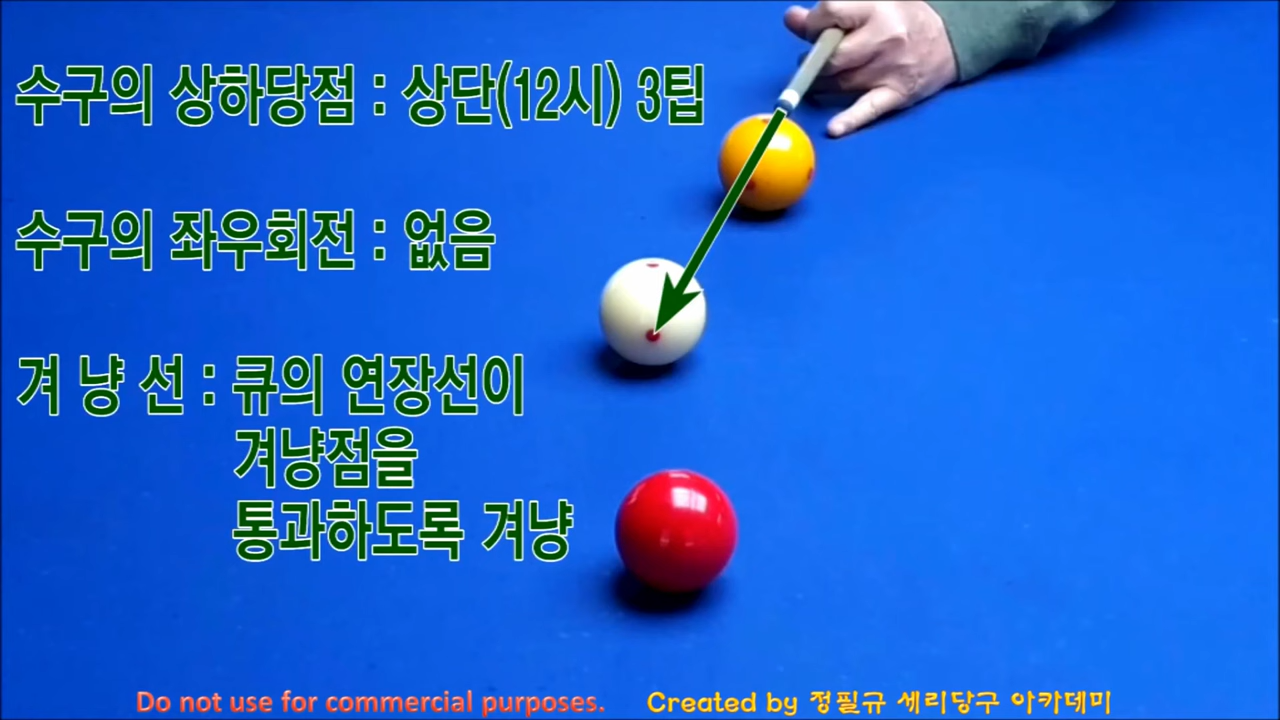 수구의 상하당점 : 상단(12시) 3팁
수구의 좌우회전 : 없음
겨 냥 선 : 큐의 연장선이
겨냥점을
통과하도록 겨냥
Do not use for commercial purposes. Created by 정필규 세리당구 아카데미